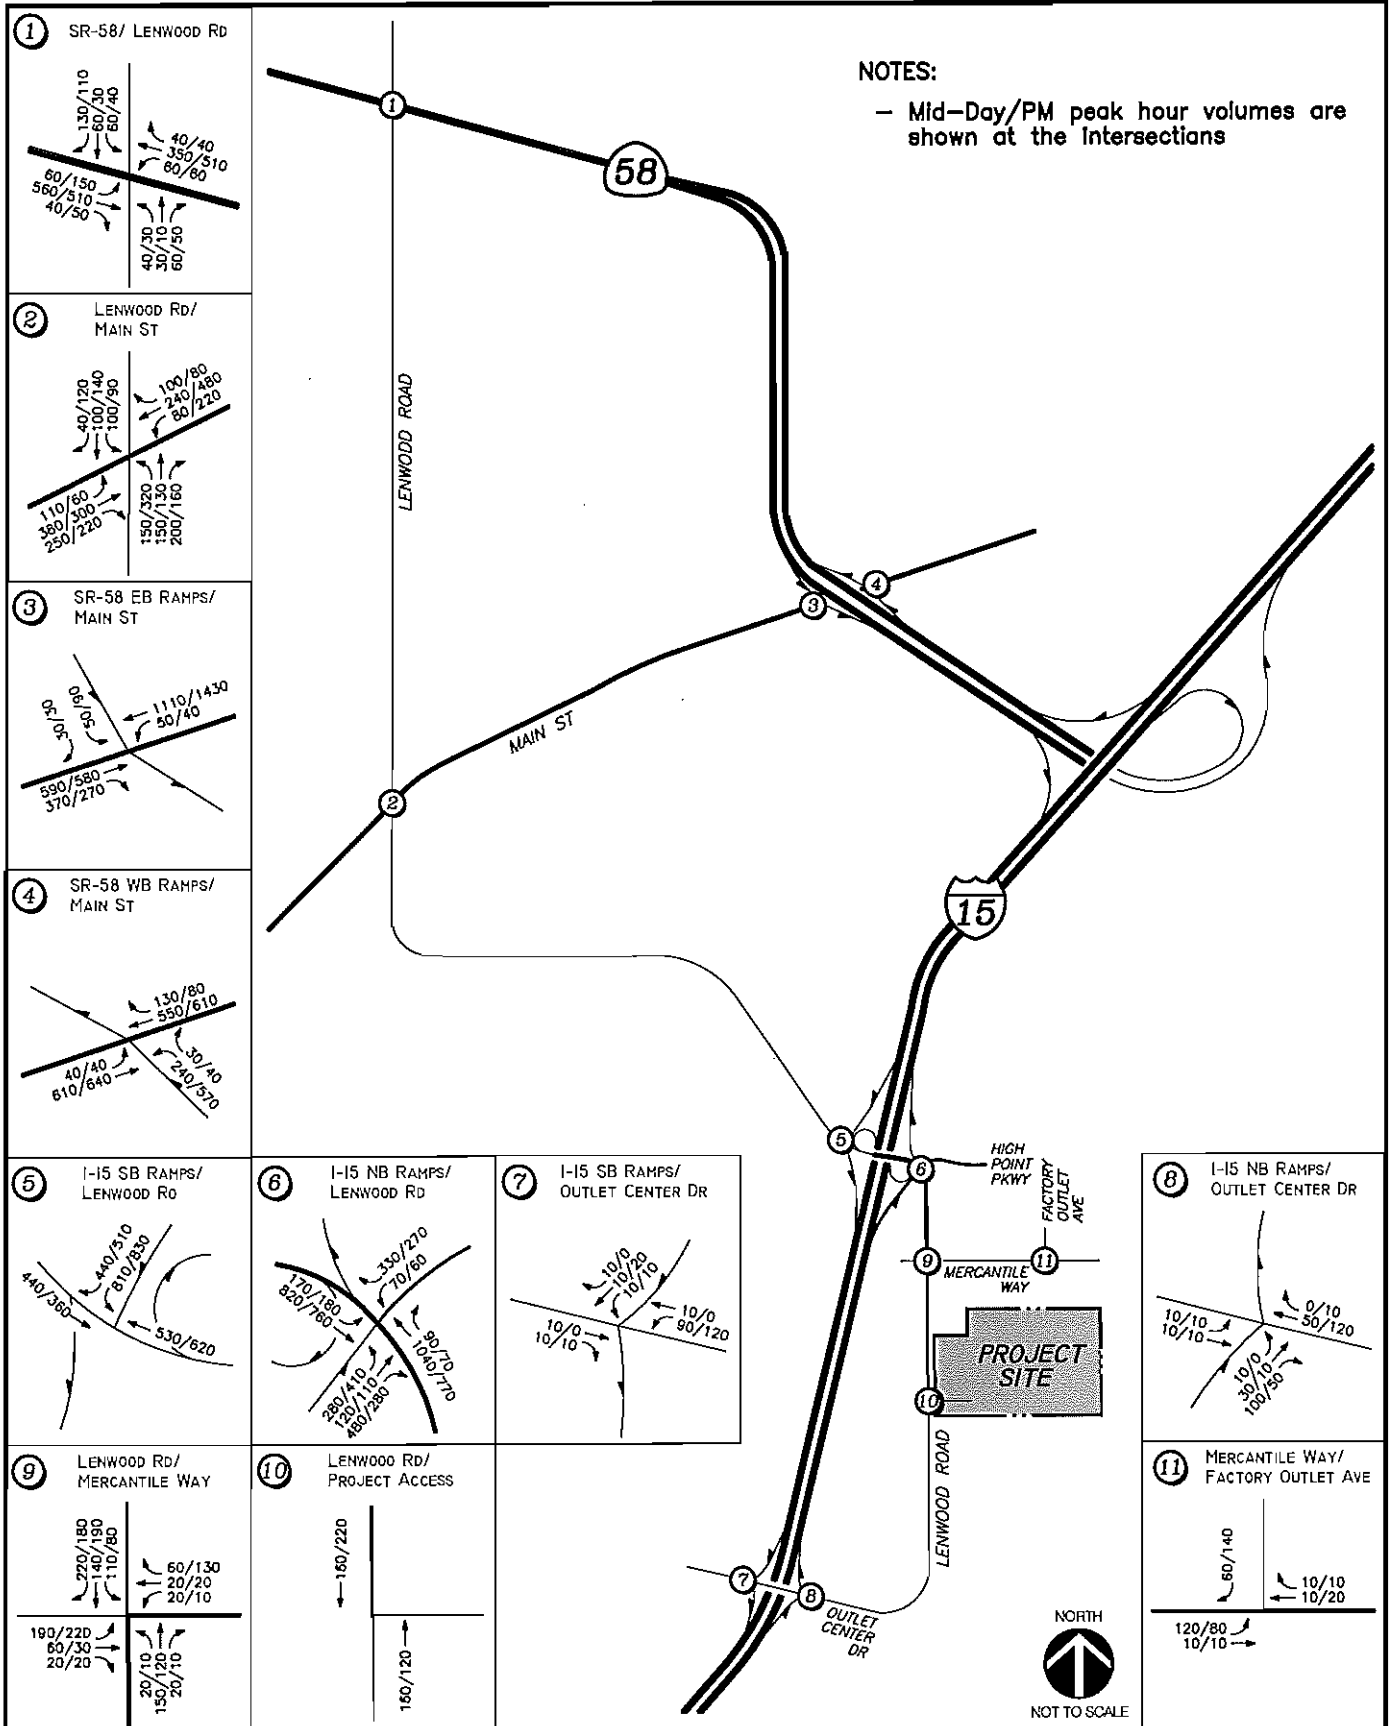 1 SR-58/ LENWOOD RD
130/110
60/30
60/40
40/40
350/510
60/150
560/510
40/50
40/30
30/10
60/50
NOTES:
– Mid-Day/PM peak hour volumes are
shown at the intersections
1
58
2 LENWOOD RD/
MAIN ST
40/120
100/140
100/90
100/80
240/480
80/220
110/60
380/300
250/220
150/320
150/130
200/160
LENWOOD ROAD
3 SR-58 EB RAMPS/
MAIN ST
30/30
50/90
1110/1430
50/40
590/580
370/270
4
3
MAIN ST
2
4 SR-58 WB RAMPS/
MAIN ST
130/80
550/610
40/40
610/640
30/40
240/570
15
5 I-15 SB RAMPS/
LENWOOD RD
440/510
810/830
440/360
530/620
6 I-15 NB RAMPS/
LENWOOD RD
330/270
70/60
170/180
820/760
90/70
1040/770
280/410
120/110
480/280
7 I-15 SB RAMPS/
OUTLET CENTER DR
10/0
10/20
10/10
10/0
90/120
10/0
10/10
5
6
HIGH
POINT
PKWY
FACTORY
OUTLET
AVE
9
11
MERCANTILE
WAY
PROJECT
SITE
10
LENWOOD ROAD
8 I-15 NB RAMPS/
OUTLET CENTER DR
0/10
50/120
10/10
10/10
10/0
30/10
100/50
9 LENWOOD RD/
MERCANTILE WAY
220/180
140/190
110/80
60/130
20/20
20/10
190/220
60/30
20/20
20/10
150/120
20/10
10 LENWOOD RD/
PROJECT ACCESS
160/220
150/120
7
8
OUTLET
CENTER
DR
NORTH
NOT TO SCALE
11 MERCANTILE WAY/
FACTORY OUTLET AVE
60/140
10/10
10/20
120/80
10/10